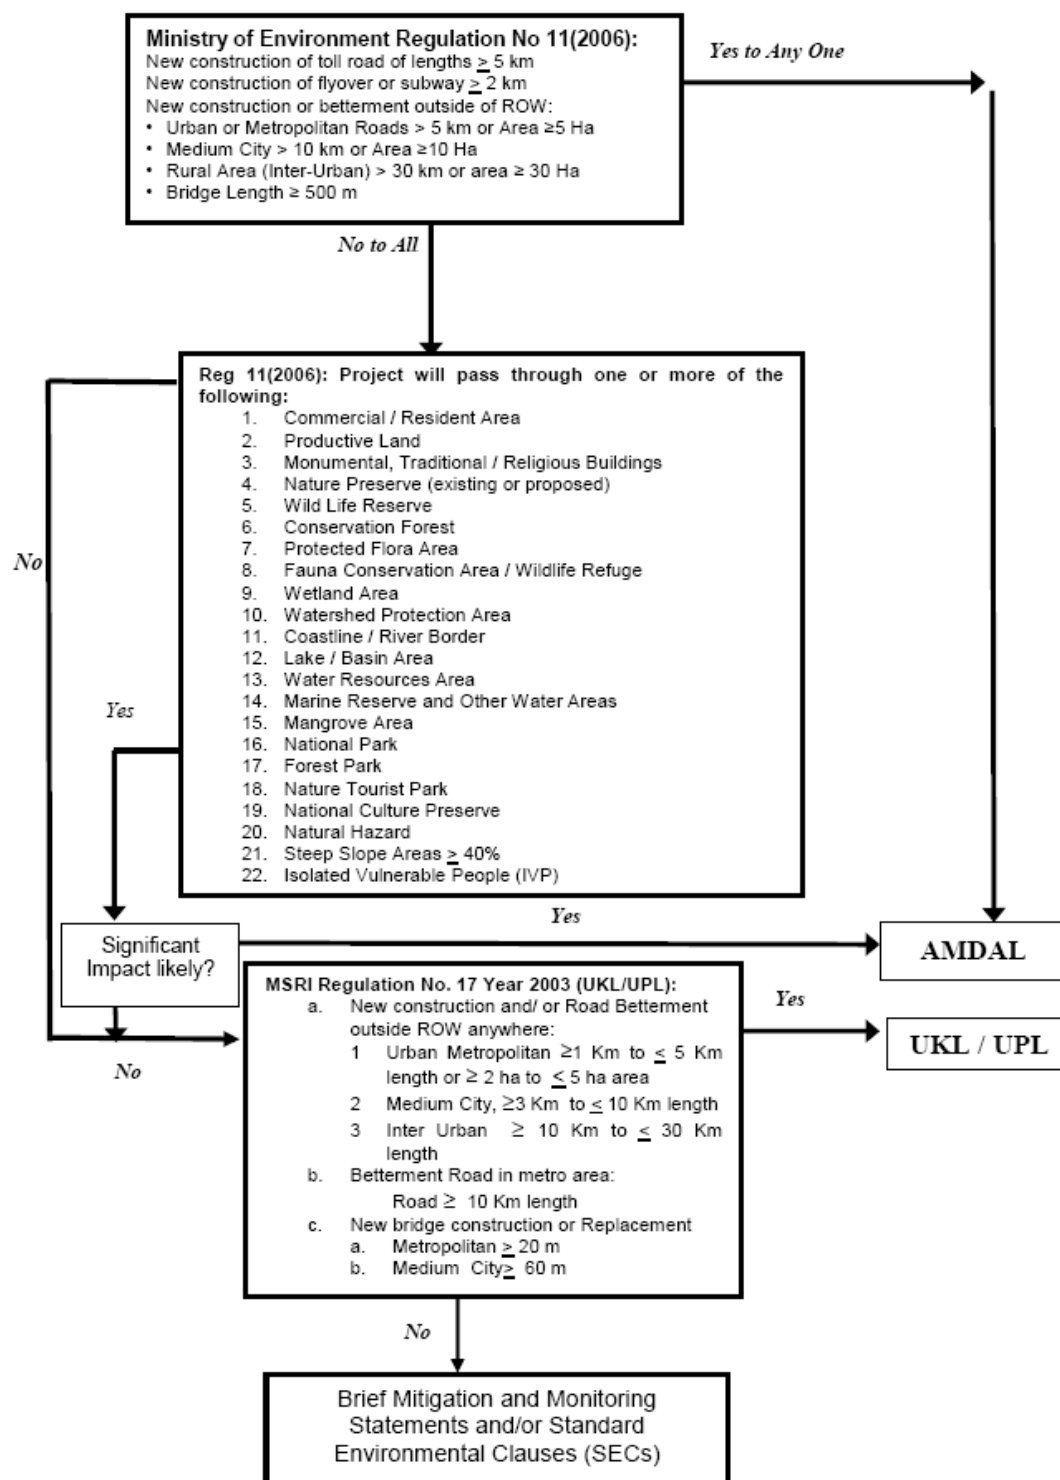 Ministry of Environment Regulation No 11(2006):
New construction of toll road of lengths ≥ 5 km
New construction of flyover or subway ≥ 2 km
New construction or betterment outside of ROW:
• Urban or Metropolitan Roads > 5 km or Area ≥5 Ha
• Medium City > 10 km or Area ≥10 Ha
• Rural Area (Inter-Urban) > 30 km or area ≥ 30 Ha
• Bridge Length ≥ 500 m
Yes to Any One
No to All
Reg 11(2006): Project will pass through one or more of the
following:
1. Commercial / Resident Area
2. Productive Land
3. Monumental, Traditional / Religious Buildings
4. Nature Preserve (existing or proposed)
5. Wild Life Reserve
6. Conservation Forest
7. Protected Flora Area
8. Fauna Conservation Area / Wildlife Refuge
9. Wetland Area
10. Watershed Protection Area
11. Coastline / River Border
12. Lake / Basin Area
13. Water Resources Area
14. Marine Reserve and Other Water Areas
15. Mangrove Area
16. National Park
17. Forest Park
18. Nature Tourist Park
19. National Culture Preserve
20. Natural Hazard
21. Steep Slope Areas ≥ 40%
22. Isolated Vulnerable People (IVP)
No
Yes
Significant
Impact likely?
Yes
AMDAL
No
MSRI Regulation No. 17 Year 2003 (UKL/UPL):
a. New construction and/ or Road Betterment
outside ROW anywhere:
1 Urban Metropolitan ≥1 Km to ≤ 5 Km
length or ≥ 2 ha to ≤ 5 ha area
2 Medium City, ≥3 Km to ≤ 10 Km length
3 Inter Urban ≥ 10 Km to ≤ 30 Km
length
b. Betterment Road in metro area:
Road ≥ 10 Km length
c. New bridge construction or Replacement
a. Metropolitan ≥ 20 m
b. Medium City≥ 60 m
Yes
UKL / UPL
No
Brief Mitigation and Monitoring
Statements and/or Standard
Environmental Clauses (SECs)